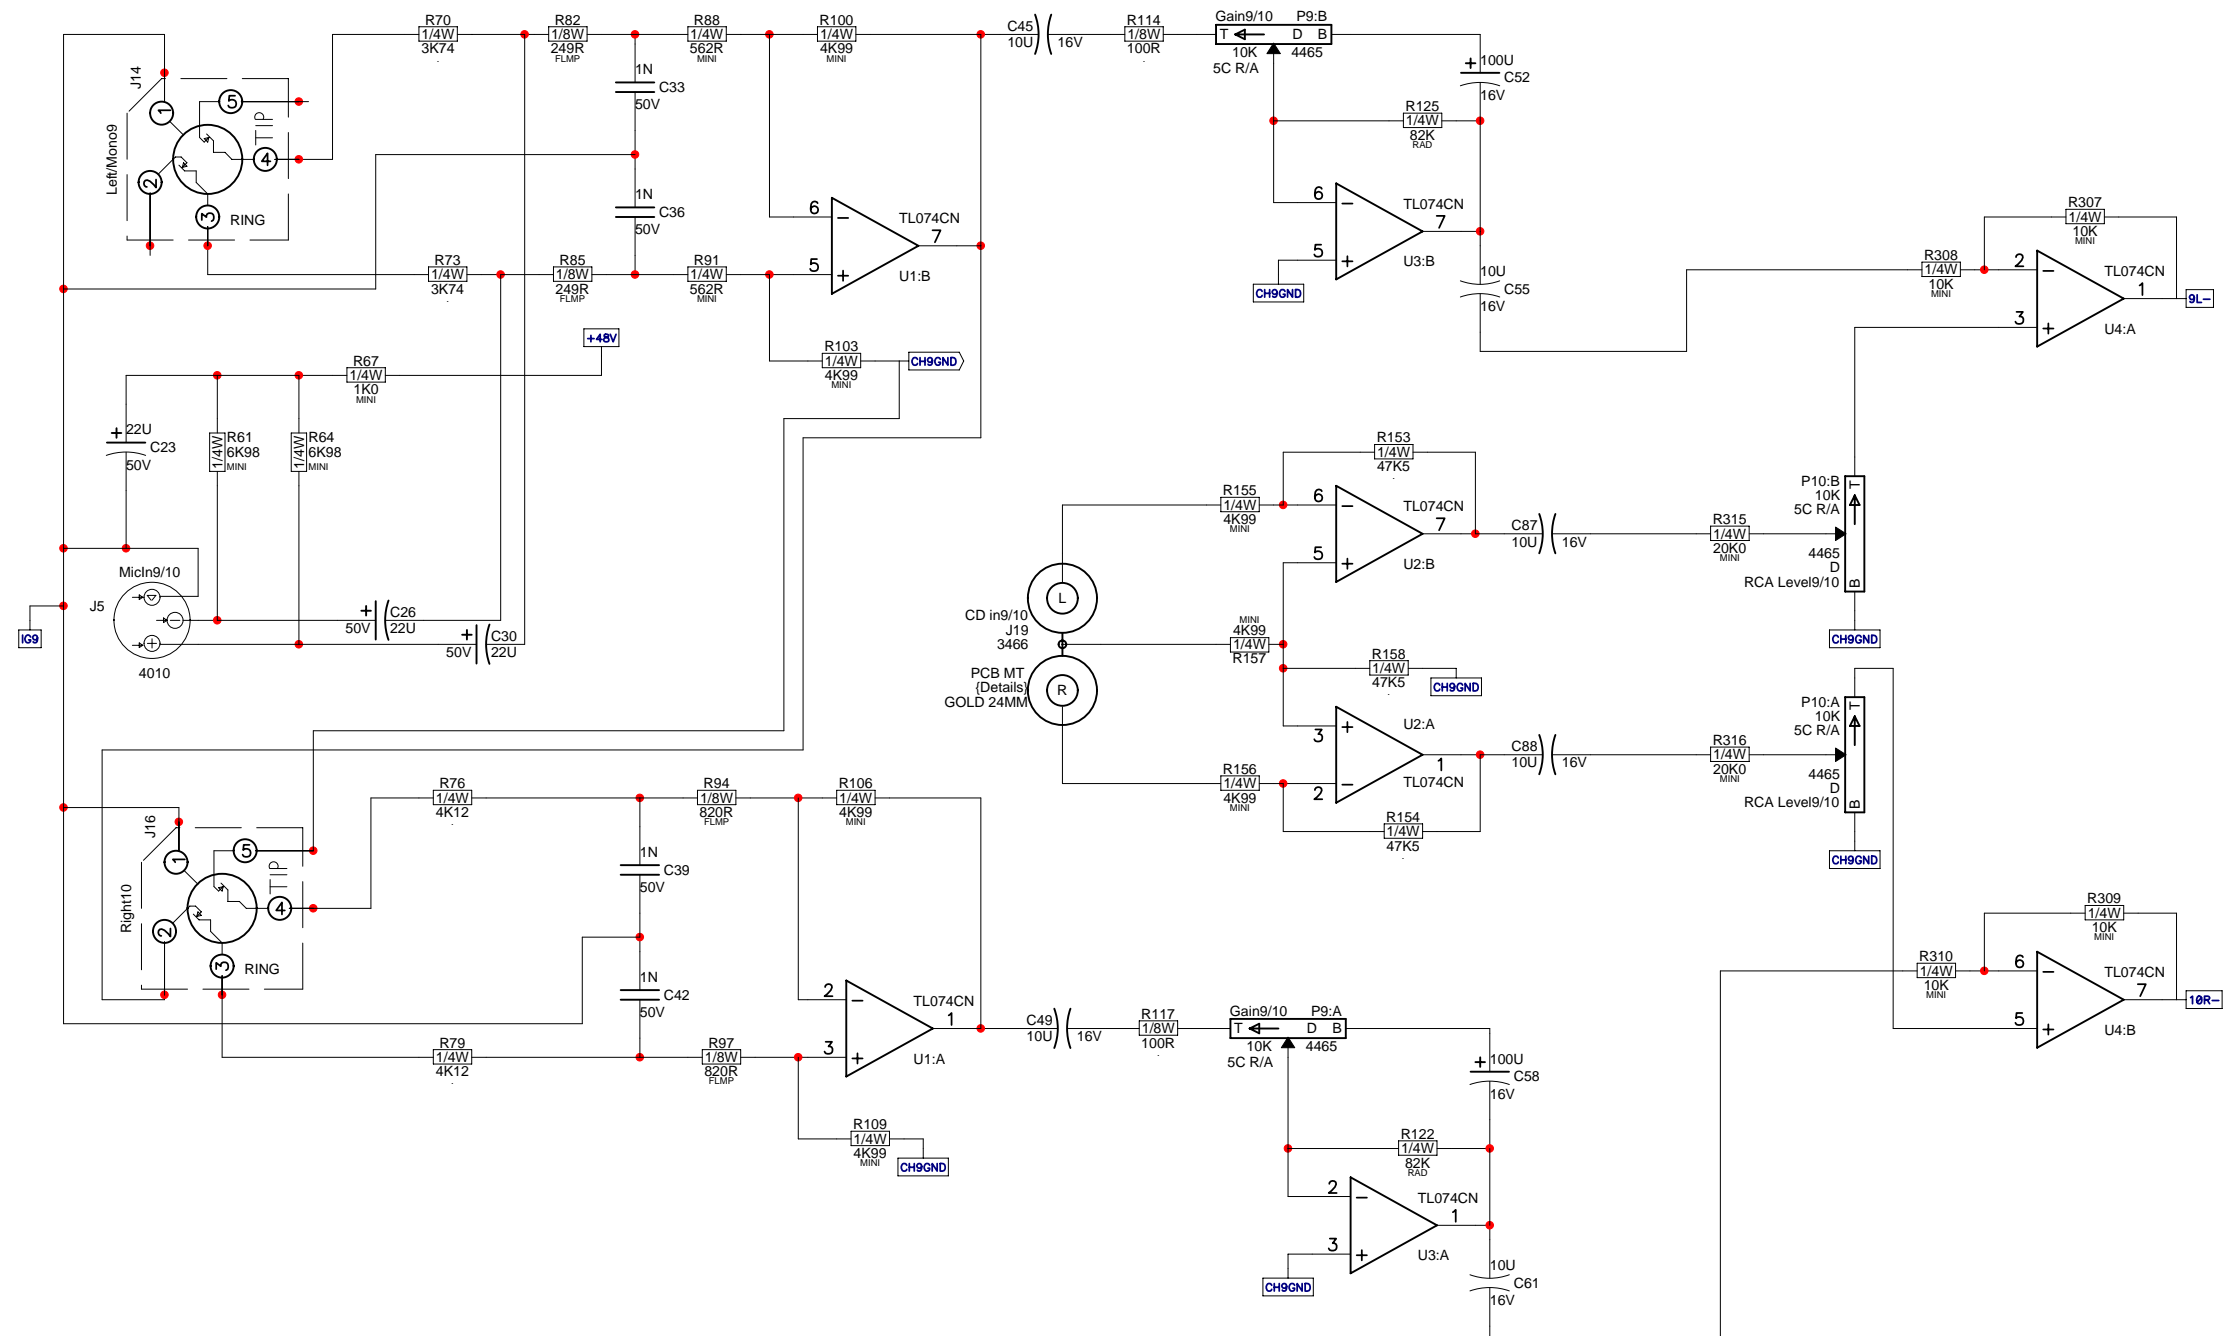 R70
1/4W
3K74
R82
1/8W
249R
FLMP
R88
1/4W
562R
MINI
R100
1/4W
4K99
MINI
C45
10U
16V
R114
1/8W
100R
Gain9/10 P9:B
T D B
10K 4465
5C R/A
100U
C52
16V
J14
Left/Mono9
1
5
TIP
4
2
3
RING
1N
C33
50V
1N
C36
50V
R125
1/4W
82K
RAD
6
5
7
TL074CN
U1:B
6
5
7
TL074CN
U3:B
CH9GND
10U
C55
16V
R307
1/4W
10K
MINI
R308
1/4W
10K
MINI
2
3
1
TL074CN
U4:A
9L-
R73
1/4W
3K74
R85
1/8W
249R
FLMP
R91
1/4W
562R
MINI
+48V
R103
1/4W
4K99
MINI
CH9GND
R67
1/4W
1K0
MINI
22U
C23
50V
R61
1/4W
6K98
MINI
R64
1/4W
6K98
MINI
MicIn9/10
J5
4010
IG9
C26
50V 22U
C30
50V 22U
R153
1/4W
47K5
R155
1/4W
4K99
MINI
6
5
7
TL074CN
U2:B
C87
10U
16V
R315
1/4W
20K0
MINI
P10:B
10K
5C R/A
T
4465
D
RCA Level9/10
B
CH9GND
L
CD in9/10
J19
3466
R
PCB MT
{Details}
GOLD 24MM
MINI
4K99
1/4W
R157
R158
1/4W
47K5
CH9GND
3
2
1
U2:A
TL074CN
R156
1/4W
4K99
MINI
R154
1/4W
47K5
C88
10U
16V
R316
1/4W
20K0
MINI
P10:A
10K
5C R/A
T
4465
D
RCA Level9/10
B
CH9GND
R76
1/4W
4K12
R94
1/8W
820R
FLMP
R106
1/4W
4K99
MINI
J16
Right10
1
5
TIP
4
2
3
RING
1N
C39
50V
1N
C42
50V
R79
1/4W
4K12
R97
1/8W
820R
FLMP
2
3
1
TL074CN
U1:A
R109
1/4W
4K99
MINI
CH9GND
C49
10U
16V
R117
1/8W
100R
Gain9/10 P9:A
T D B
10K 4465
5C R/A
100U
C58
16V
R122
1/4W
82K
RAD
2
3
1
TL074CN
U3:A
CH9GND
10U
C61
16V
R309
1/4W
10K
MINI
R310
1/4W
10K
MINI
6
5
7
TL074CN
U4:B
10R-